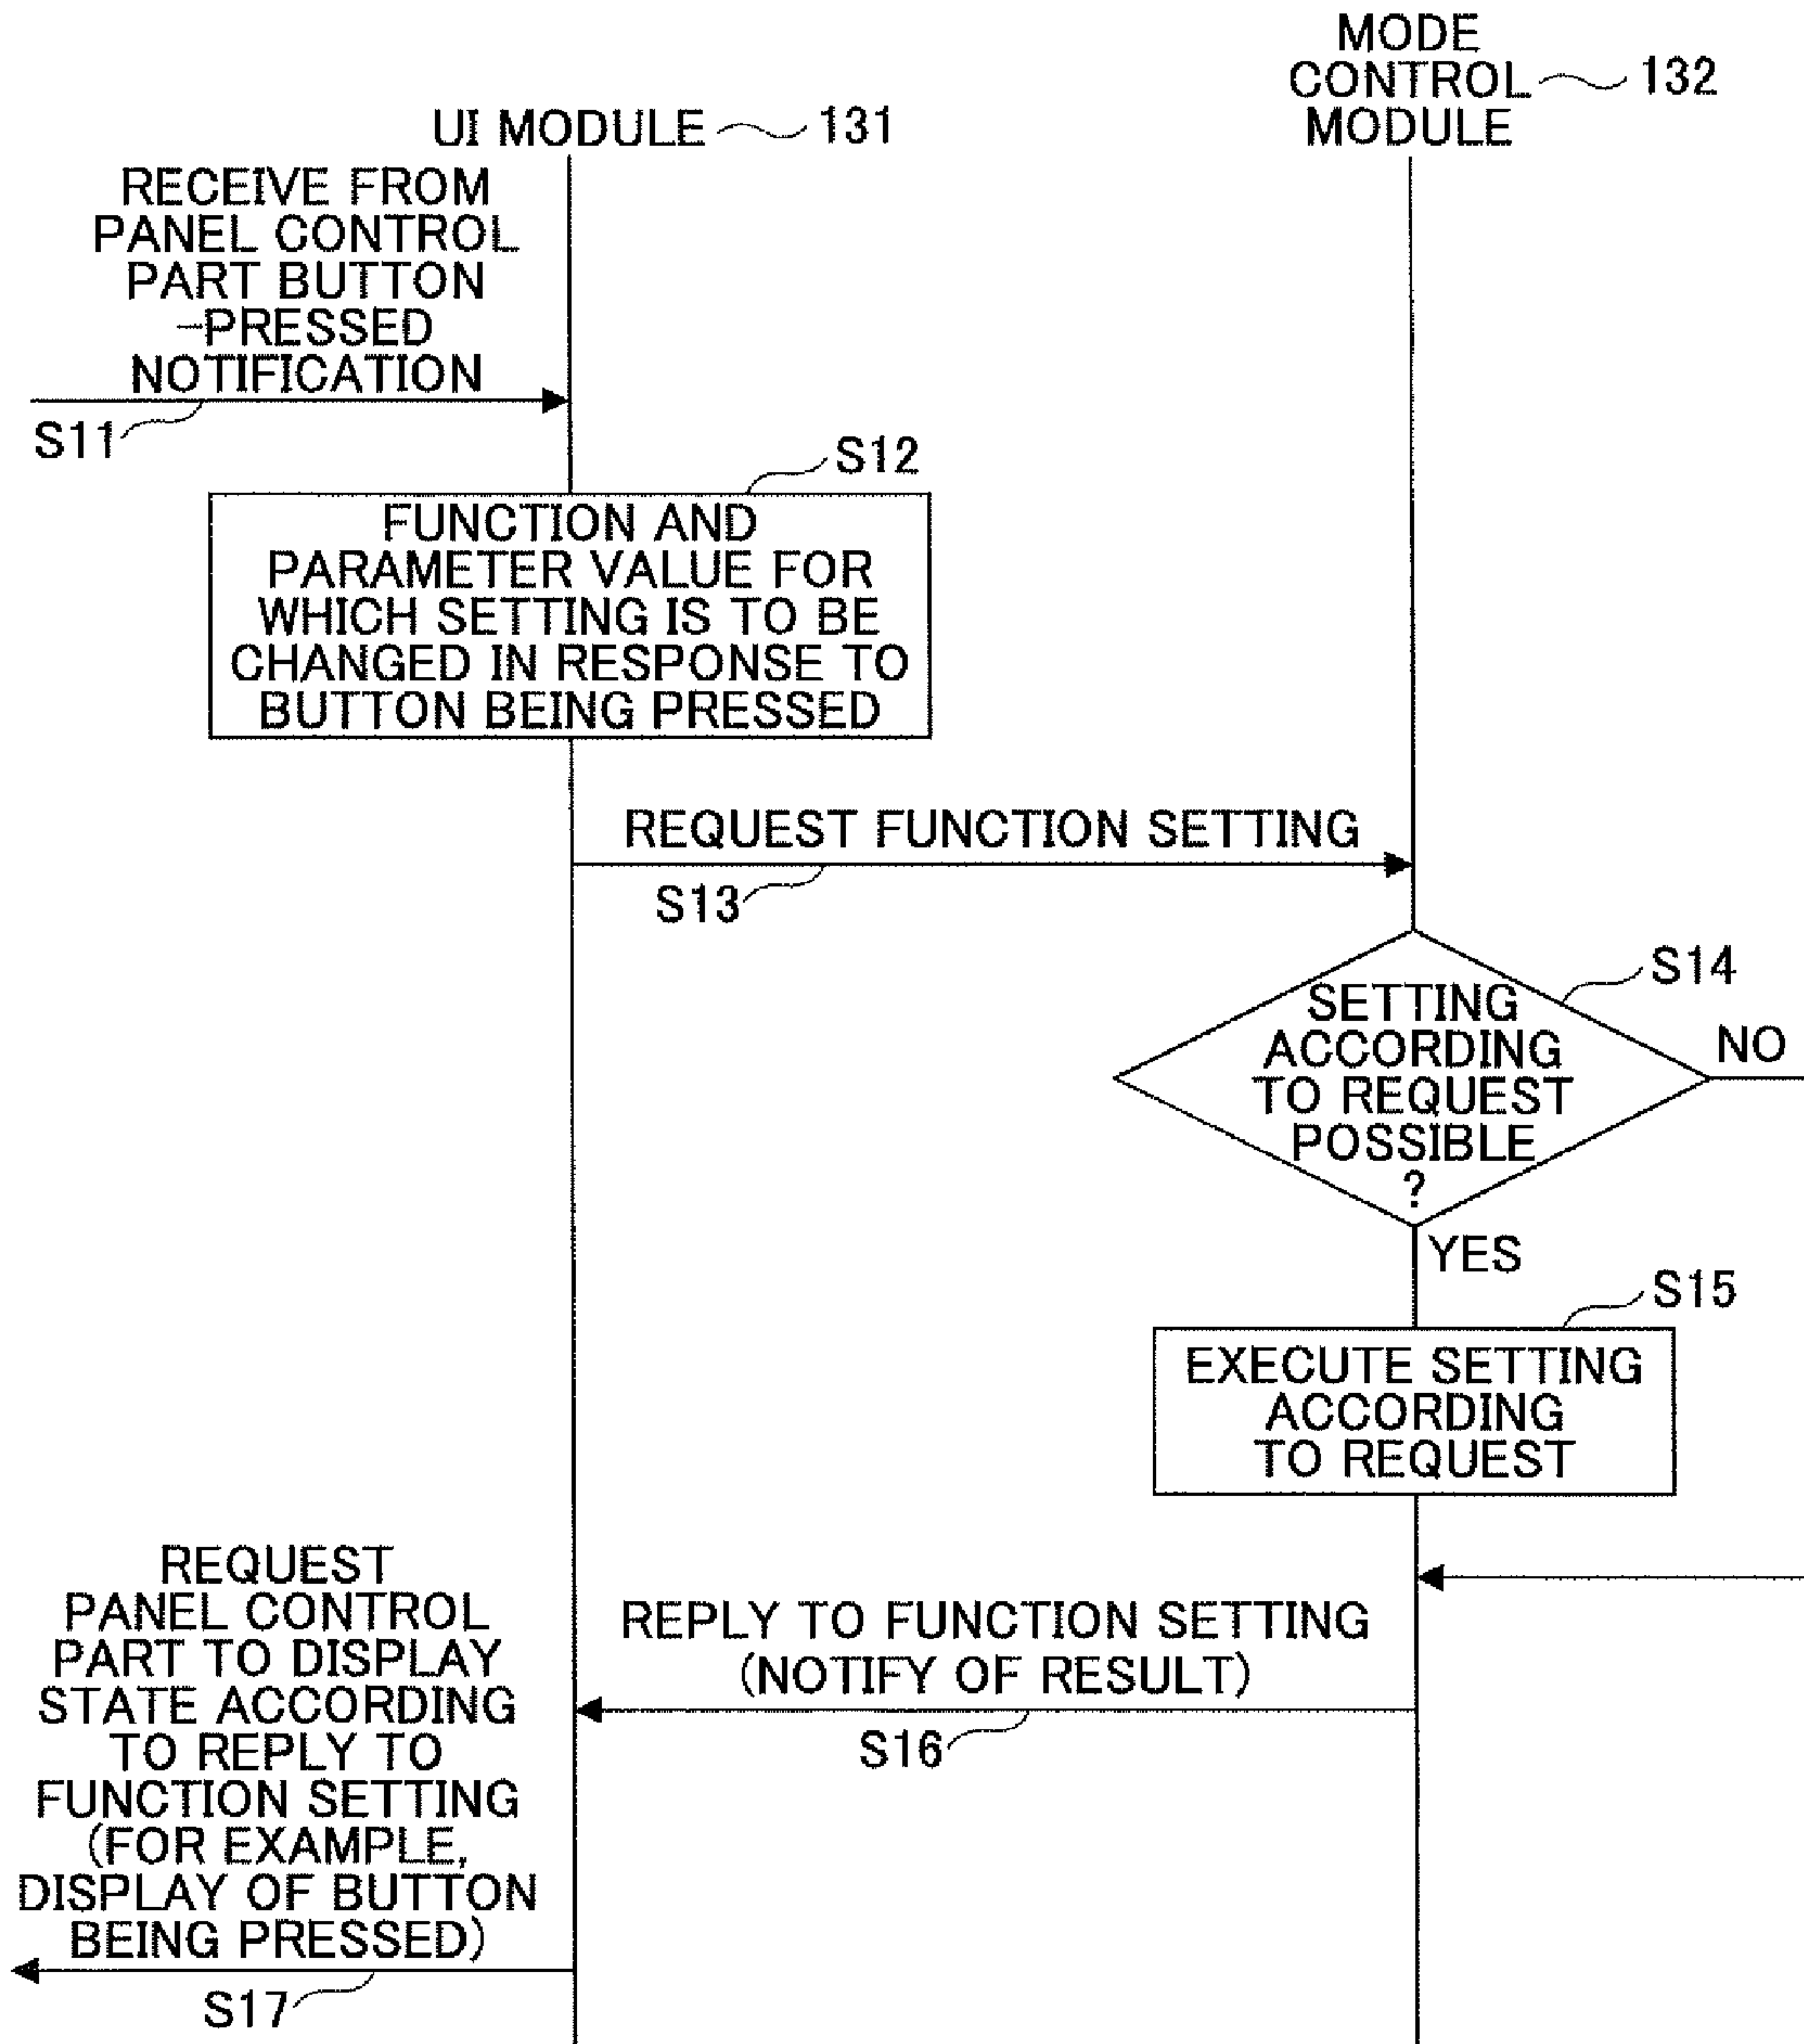 MODE
CONTROL 132
MODULE
UI MODULE 131
RECEIVE FROM
PANEL CONTROL
PART BUTTON
-PRESSED
NOTIFICATION
S11
S12
FUNCTION AND
PARAMETER VALUE FOR
WHICH SETTING IS TO BE
CHANGED IN RESPONSE TO
BUTTON BEING PRESSED
REQUEST FUNCTION SETTING
S13
S14
SETTING
ACCORDING
TO REQUEST
POSSIBLE
?
NO
YES
S15
EXECUTE SETTING
ACCORDING
TO REQUEST
REPLY TO FUNCTION SETTING
(NOTIFY OF RESULT)
S16
REQUEST
PANEL CONTROL
PART TO DISPLAY
STATE ACCORDING
TO REPLY TO
FUNCTION SETTING
(FOR EXAMPLE,
DISPLAY OF BUTTON
BEING PRESSED)
S17